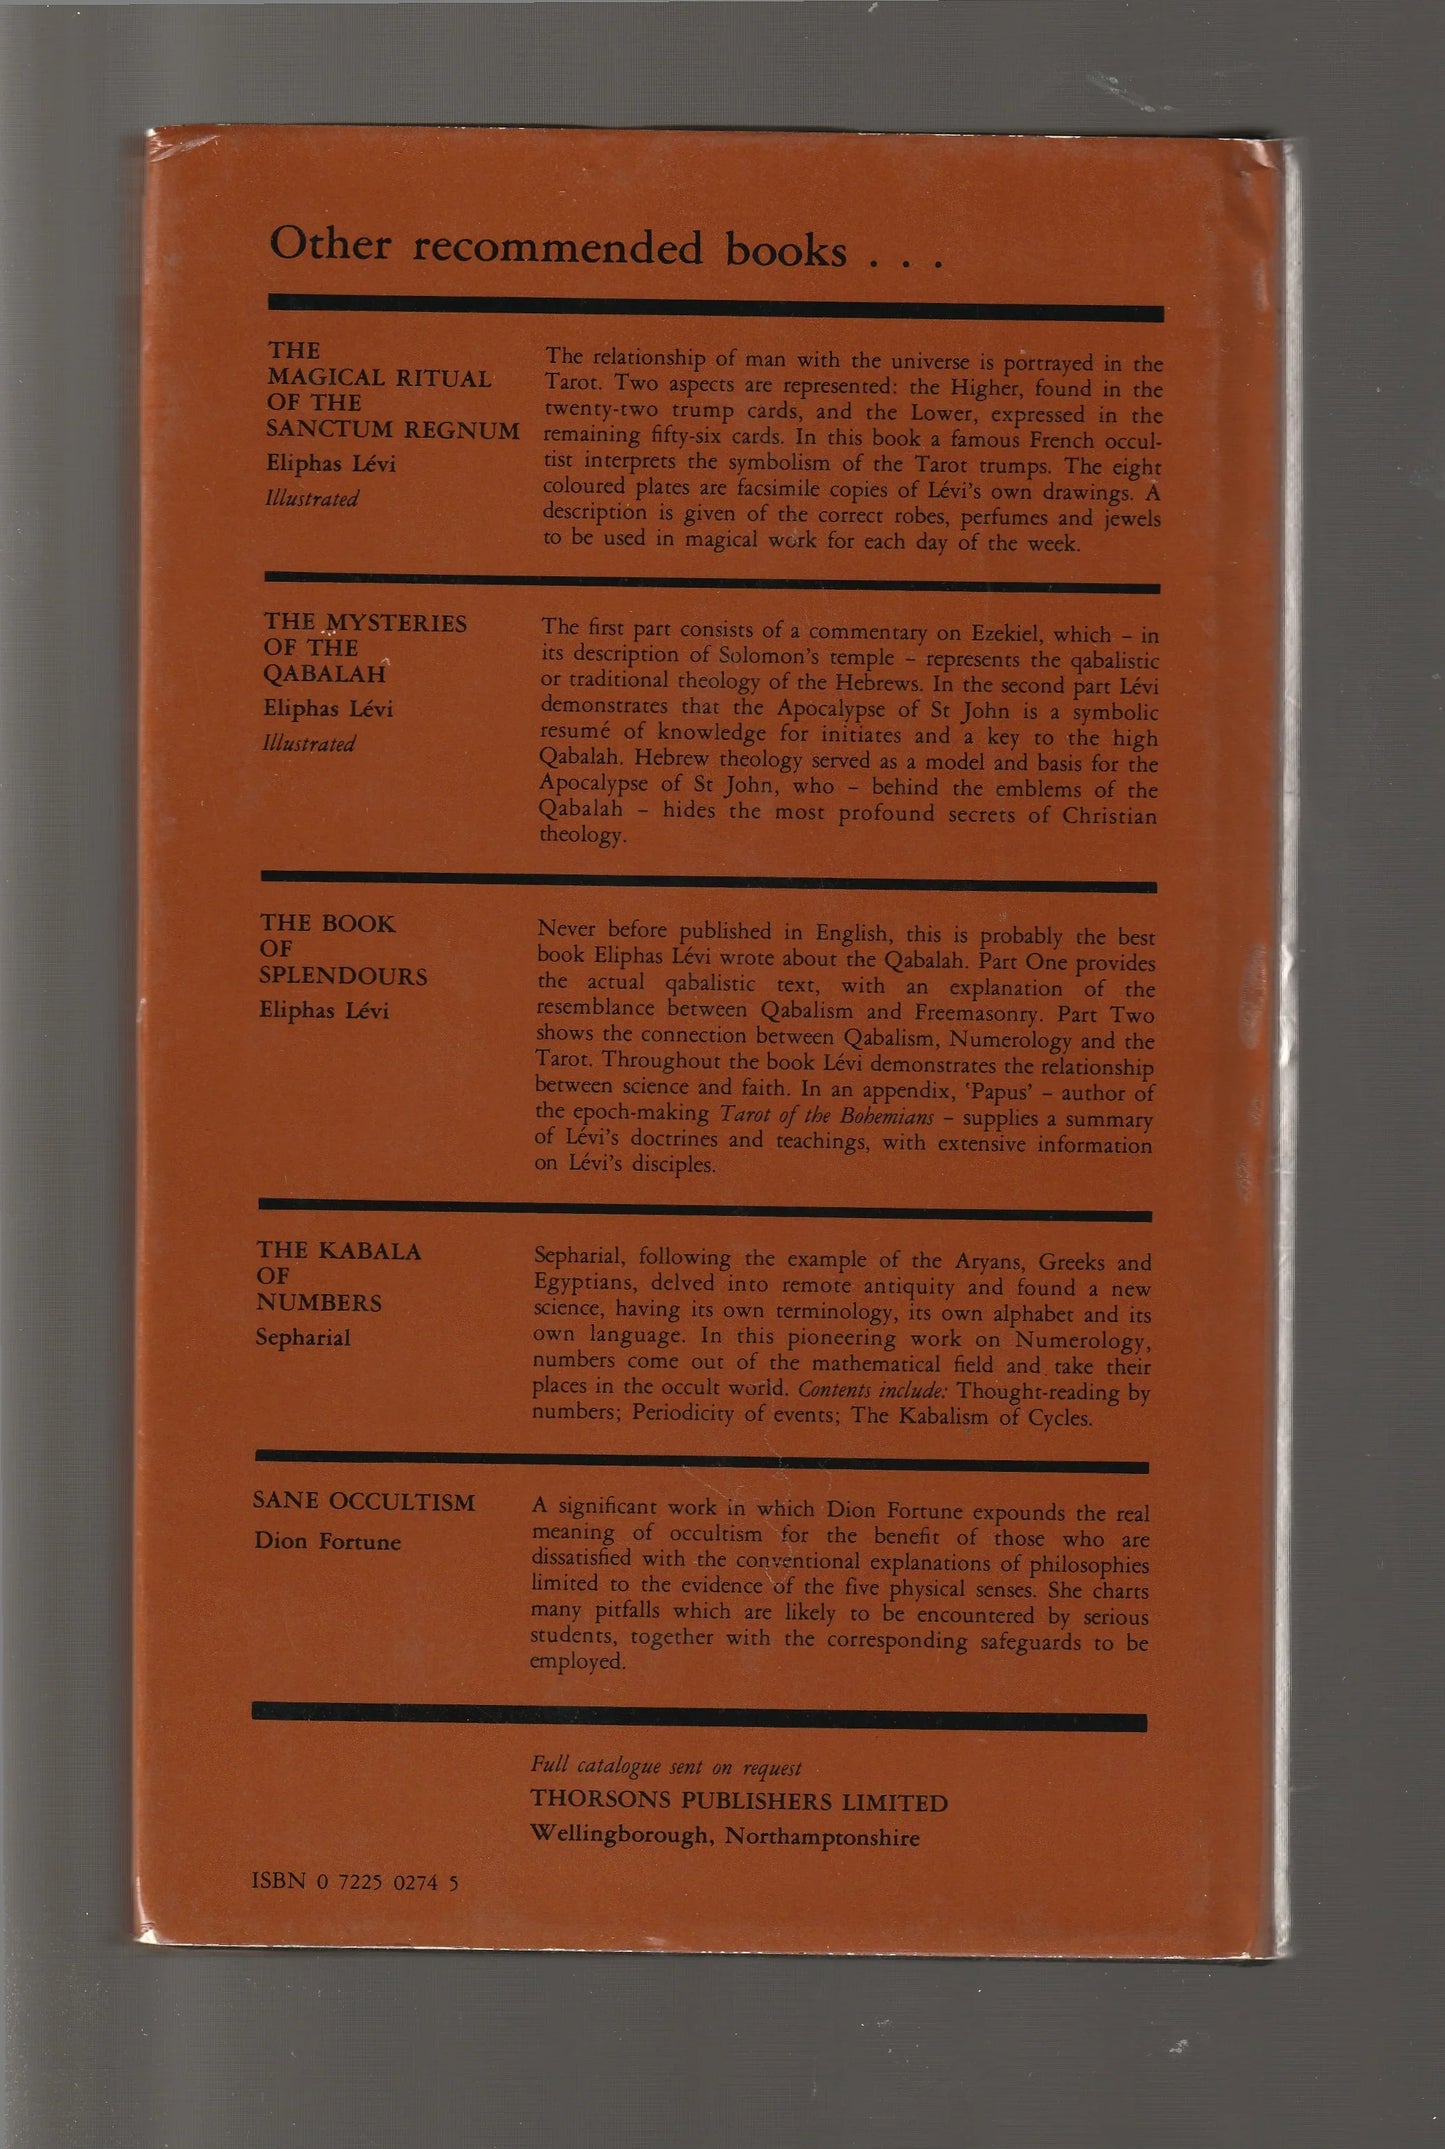 Other recommended books . . .
THE
MAGICAL RITUAL
OF THE
SANCTUM REGNUM
Eliphas Lévi
Illustrated
The relationship of man with the universe is portrayed in the
Tarot. Two aspects are represented: the Higher, found in the
twenty-two trump cards, and the Lower, expressed in the
remaining fifty-six cards. In this book a famous French occul-
tist interprets the symbolism of the Tarot trumps. The eight
coloured plates are facsimile copies of Lévi's own drawings. A
description is given of the correct robes, perfumes and jewels
to be used in magical work for each day of the week.
THE MYSTERIES
OF THE
QABALAH
Eliphas Lévi
Illustrated
The first part consists of a commentary on Ezekiel, which – in
its description of Solomon's temple – represents the qabalistic
or traditional theology of the Hebrews. In the second part Lévi
demonstrates that the Apocalypse of St John is a symbolic
resumé of knowledge for initiates and a key to the high
Qabalah. Hebrew theology served as a model and basis for the
Apocalypse of St John, who – behind the emblems of the
Qabalah – hides the most profound secrets of Christian
theology.
THE BOOK
OF
SPLENDOURS
Eliphas Lévi
Never before published in English, this is probably the best
book Eliphas Lévi wrote about the Qabalah. Part One provides
the actual qabalistic text, with an explanation of the
resemblance between Qabalism and Freemasonry. Part Two
shows the connection between Qabalism, Numerology and the
Tarot. Throughout the book Lévi demonstrates the relationship
between science and faith. In an appendix, 'Papus' – author of
the epoch-making Tarot of the Bohemians – supplies a summary
of Lévi's doctrines and teachings, with extensive information
on Lévi's disciples.
THE KABALA
OF
NUMBERS
Sepharial
Sepharial, following the example of the Aryans, Greeks and
Egyptians, delved into remote antiquity and found a new
science, having its own terminology, its own alphabet and its
own language. In this pioneering work on Numerology,
numbers come out of the mathematical field and take their
places in the occult world. Contents include: Thought-reading by
numbers; Periodicity of events; The Kabalism of Cycles.
SANE OCCULTISM
Dion Fortune
A significant work in which Dion Fortune expounds the real
meaning of occultism for the benefit of those who are
dissatisfied with the conventional explanations of philosophies
limited to the evidence of the five physical senses. She charts
many pitfalls which are likely to be encountered by serious
students, together with the corresponding safeguards to be
employed.
Full catalogue sent on request
THORSONS PUBLISHERS LIMITED
Wellingborough, Northamptonshire
ISBN 0 7225 0274 5